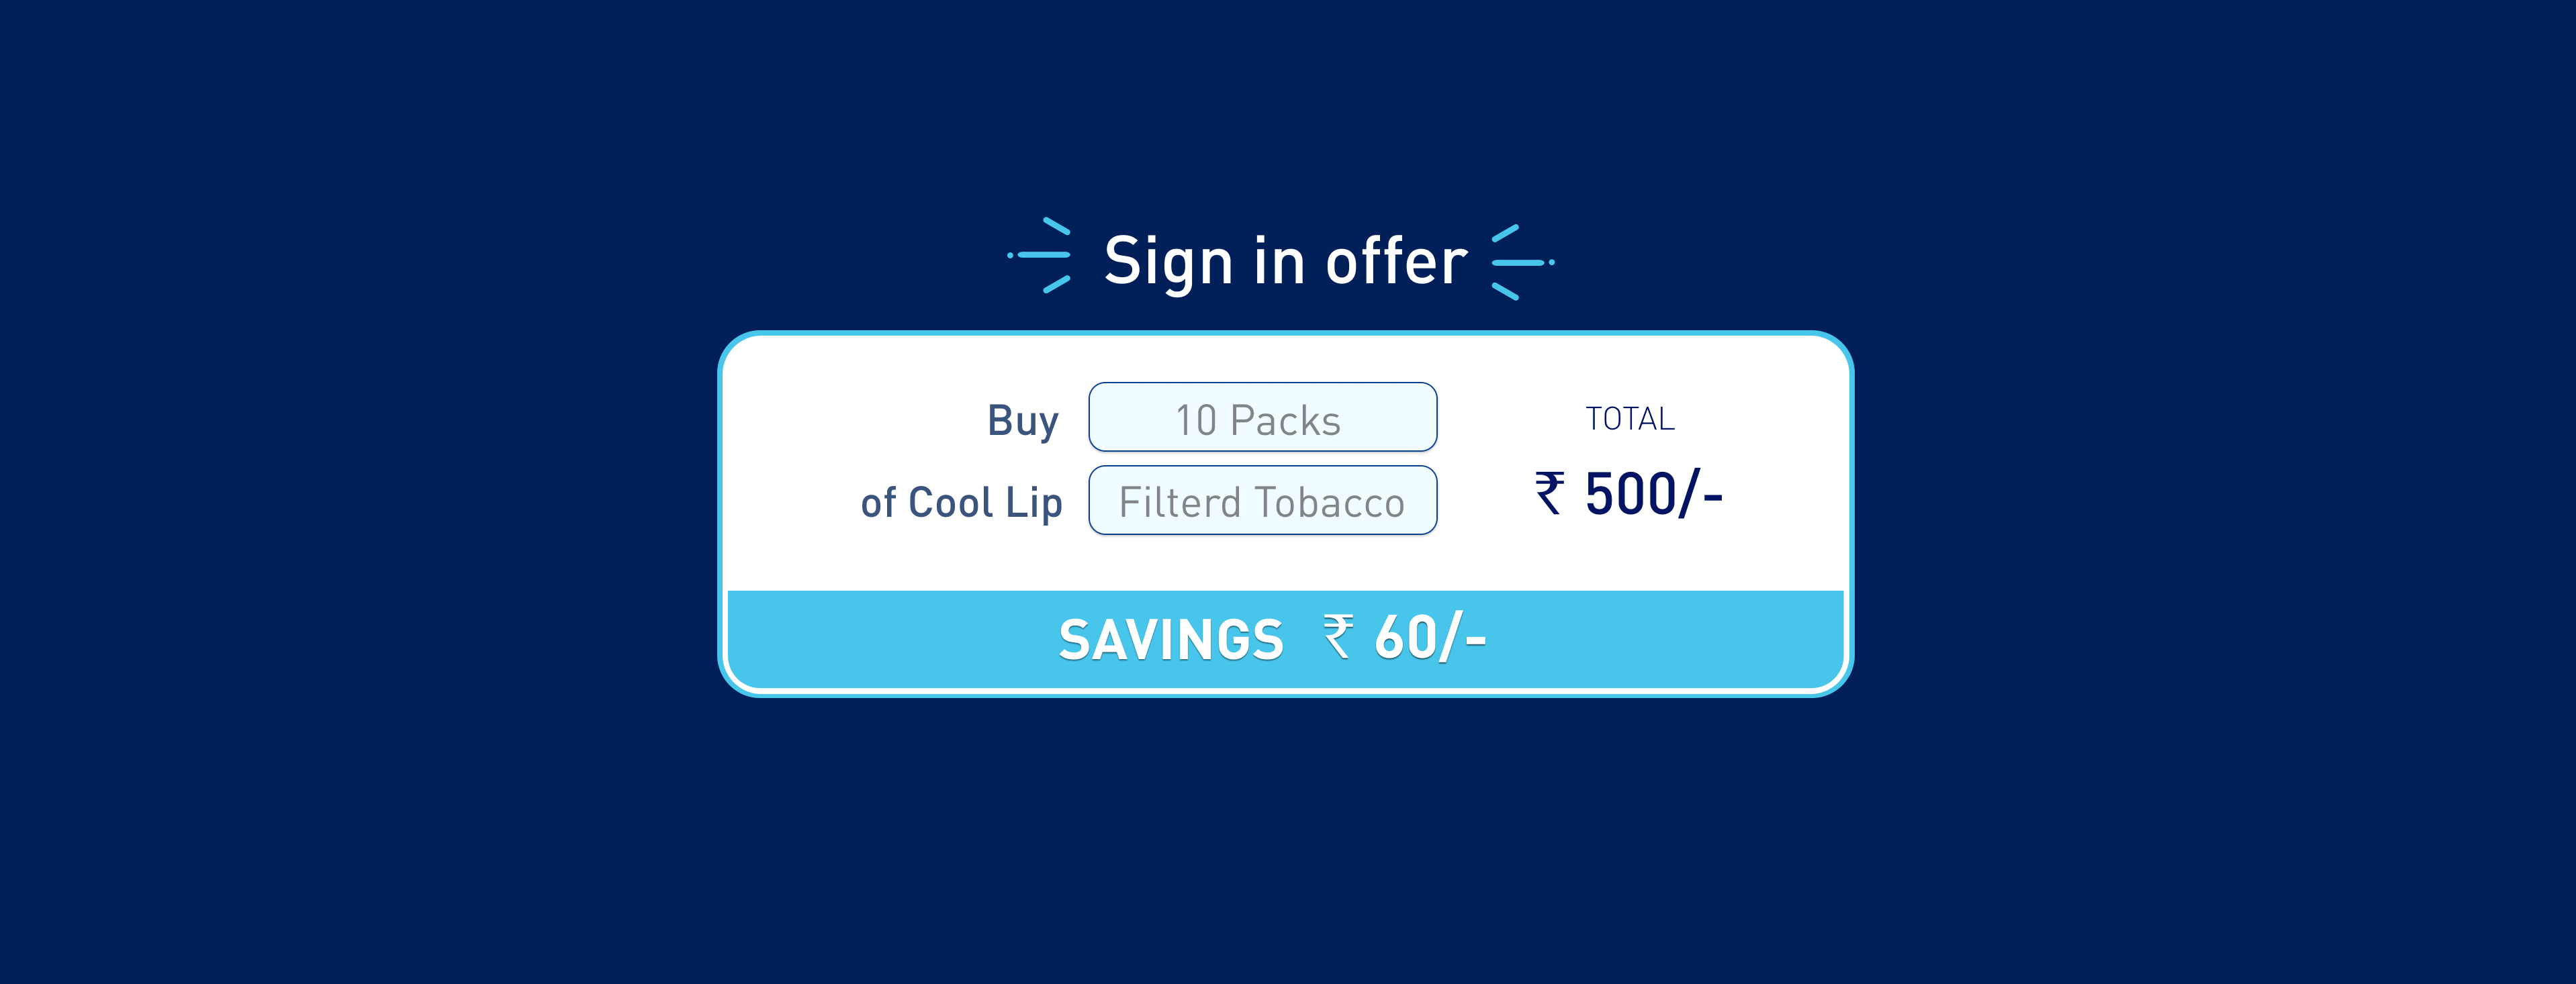 Sign in offer
Buy 10 Packs
of Cool Lip Filterd Tobacco
TOTAL
₹ 500/-
SAVINGS ₹ 60/-